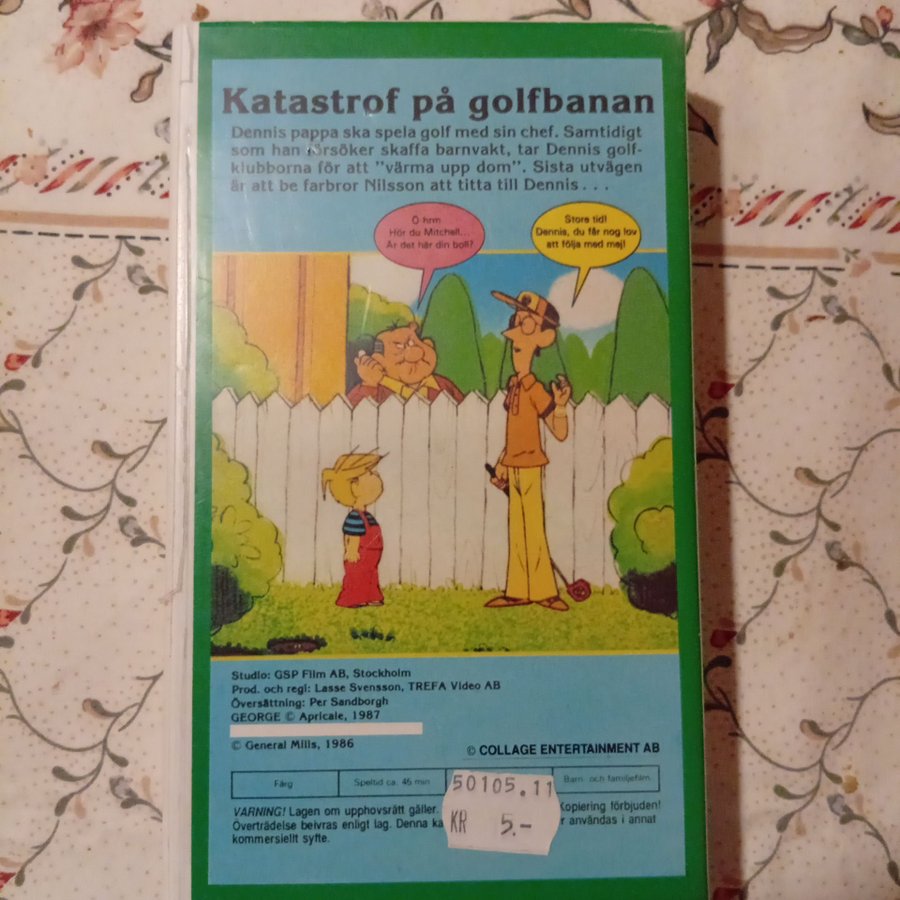 Katastrof på golfbanan
Dennis pappa ska spela golf med sin chef. Samtidigt
som han försöker skaffa barnvakt, tar Dennis golf-
klubborna för att "värma upp dom". Sista utvägen
är att be farbror Nilsson att titta till Dennis...
Ö hrm
Hör du Mitchell...
Är det här din boll?
Store tid!
Dennis, du får nog lov
att följa med mej!
Studio: GSP Film AB, Stockholm
Prod. och regi: Lasse Svensson, TREFA Video AB
Översättning: Per Sandborgh
GEORGE © Apricale, 1987
© General Mills, 1986
© COLLAGE ENTERTAINMENT AB
Färg
Speltid ca. 45 min
Barn- och familjefilm.
50105.11
KR 5.-
VARNING! Lagen om upphovsrätt gäller. Kopiering förbjuden!
Överträdelse beivras enligt lag. Denna användas i annat
kommersiellt syfte.